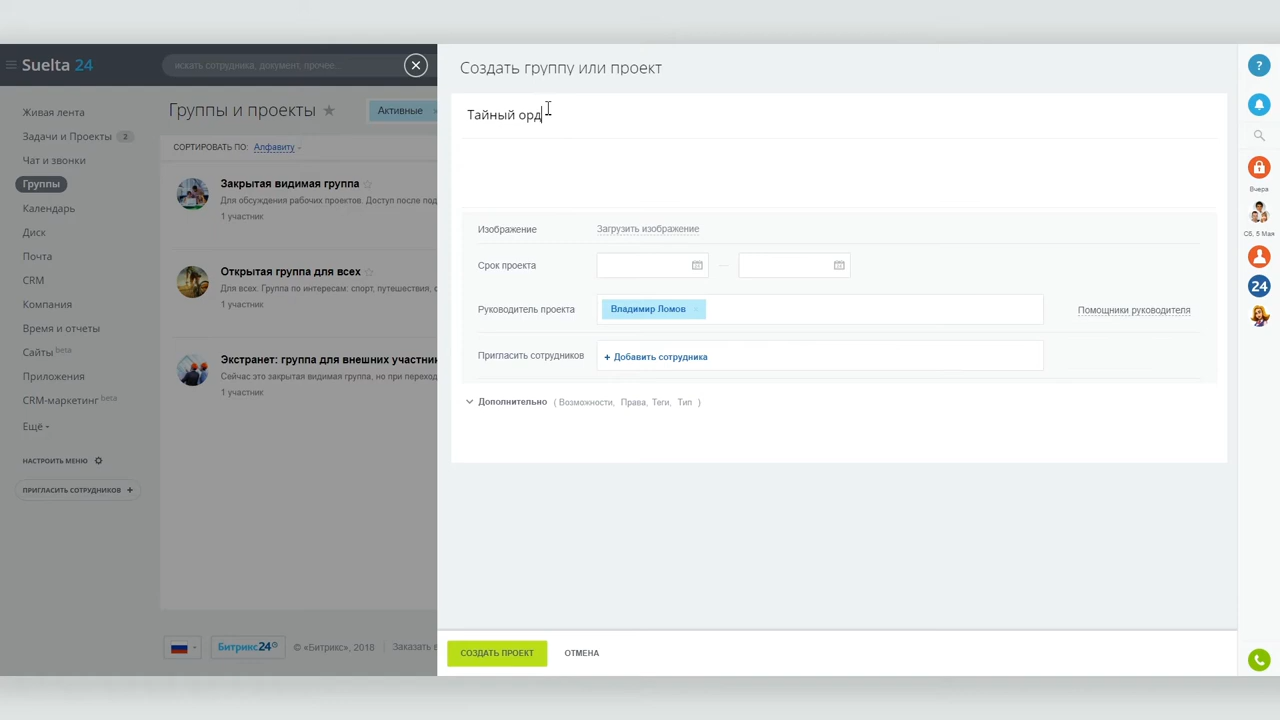 Suelta 24
искать сотрудника, документ, прочее...
Живая лента
Задачи и Проекты 2
Чат и звонки
Группы
Календарь
Диск
Почта
CRM
Компания
Время и отчеты
Сайты beta
Приложения
CRM-маркетинг beta
Ещё
НАСТРОИТЬ МЕНЮ
ПРИГЛАСИТЬ СОТРУДНИКОВ +
Группы и проекты
Активные
СОРТИРОВАТЬ ПО: Алфавиту
Закрытая видимая группа
Для обсуждения рабочих проектов. Доступ после под
1 участник
Открытая группа для всех
Для всех. Группа по интересам: спорт, путешествия, с
1 участник
Экстранет: группа для внешних участник
Сейчас это закрытая видимая группа, но при переход
1 участник
Битрикс24
© «Битрикс», 2018
Заказать в
Создать группу или проект
Тайный орд
Изображение
Загрузить изображение
Срок проекта
—
Руководитель проекта
Владимир Ломов
Помощники руководителя
Пригласить сотрудников
+ Добавить сотрудника
Дополнительно ( Возможности, Права, Теги, Тип )
СОЗДАТЬ ПРОЕКТ
ОТМЕНА
?
Вчера
Сб, 5 Мая
24